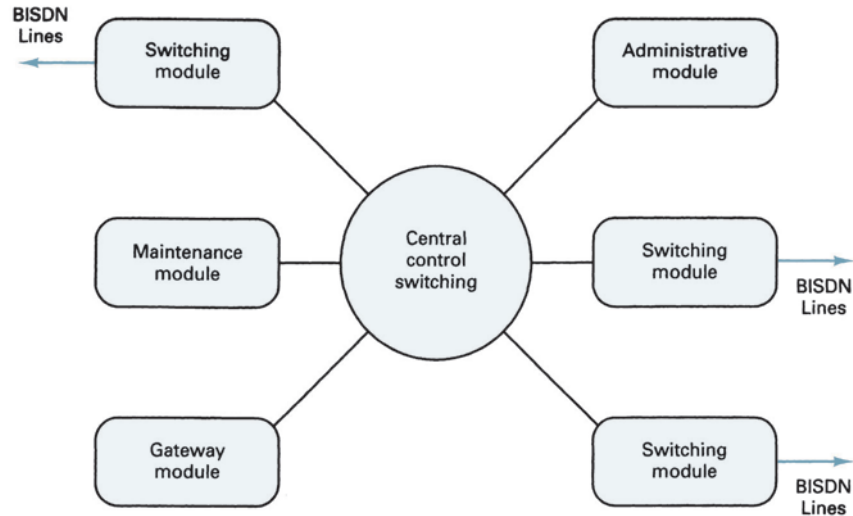 BISDN
Lines
Switching
module
Administrative
module
Maintenance
module
Central
control
switching
Switching
module
BISDN
Lines
Gateway
module
Switching
module
BISDN
Lines